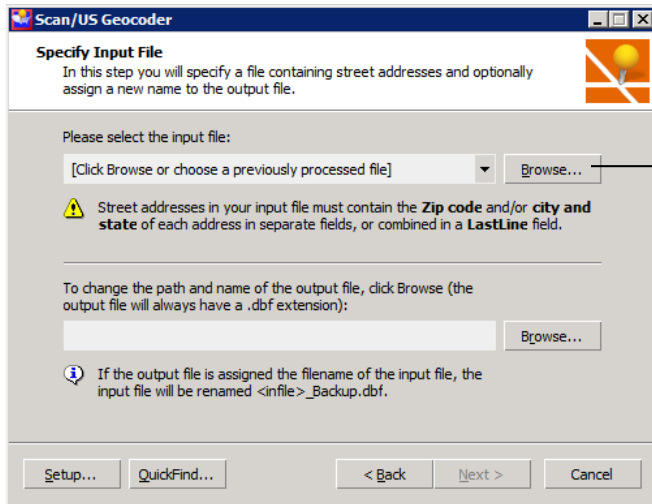 Scan/US Geocoder
Specify Input File
In this step you will specify a file containing street addresses and optionally
assign a new name to the output file.
Please select the input file:
[Click Browse or choose a previously processed file]
Browse...
Street addresses in your input file must contain the Zip code and/or city and
state of each address in separate fields, or combined in a LastLine field.
To change the path and name of the output file, click Browse (the
output file will always have a .dbf extension):
Browse...
If the output file is assigned the filename of the input file, the
input file will be renamed <infile>_Backup.dbf.
Setup... QuickFind... < Back Next > Cancel